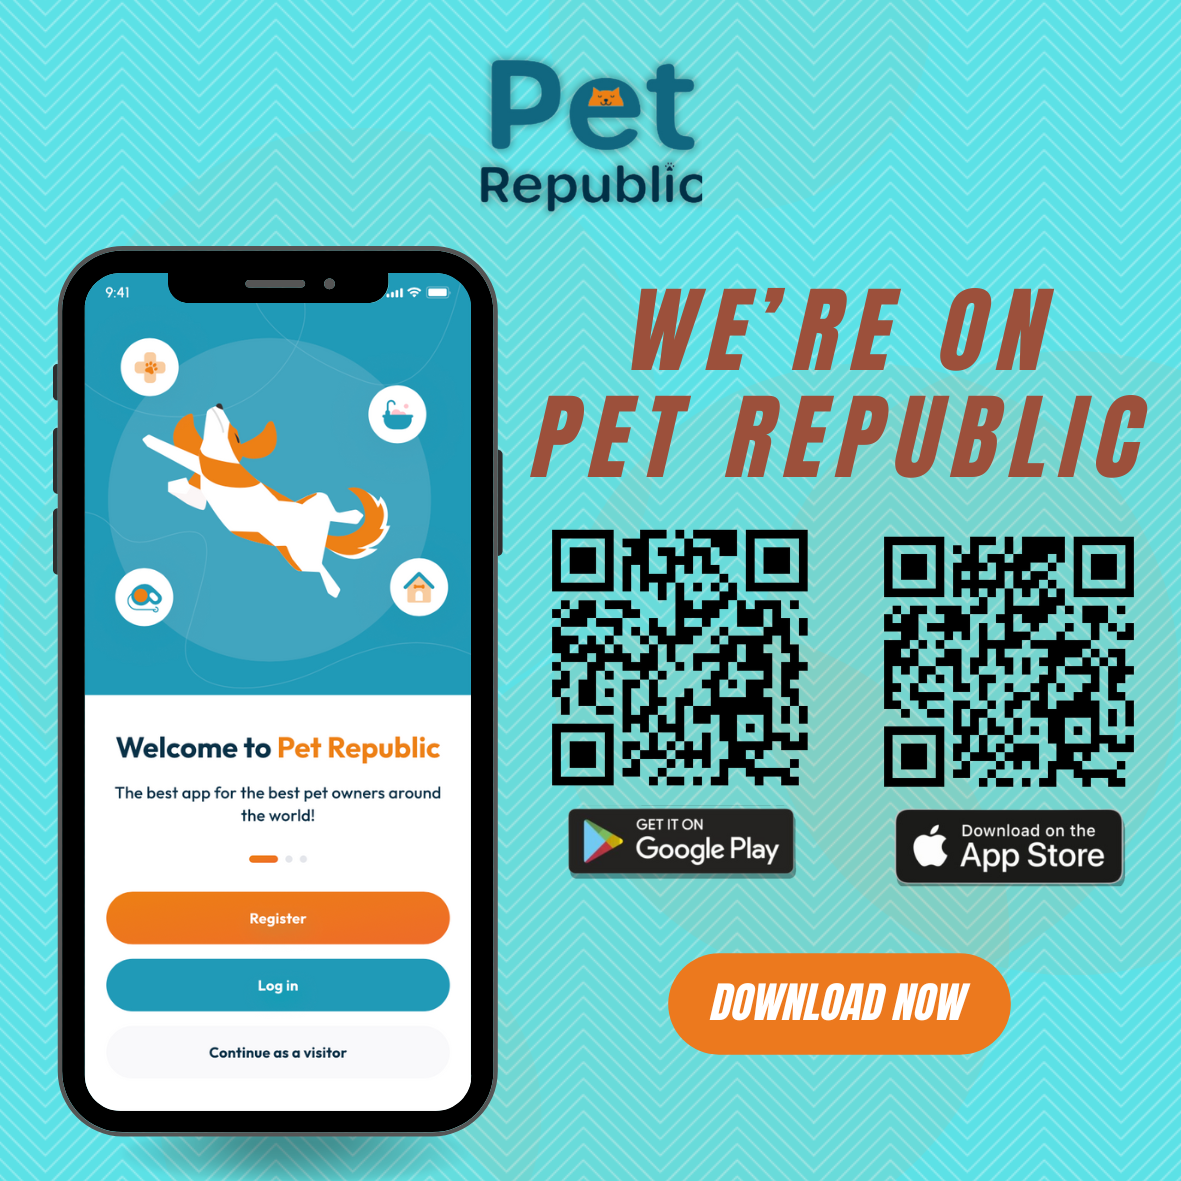 Pet
Republic
9:41
WE'RE ON
PET REPUBLIC
Welcome to Pet Republic
The best app for the best pet owners around
the world!
Register
Log in
Continue as a visitor
GET IT ON
Google Play
Download on the
App Store
DOWNLOAD NOW